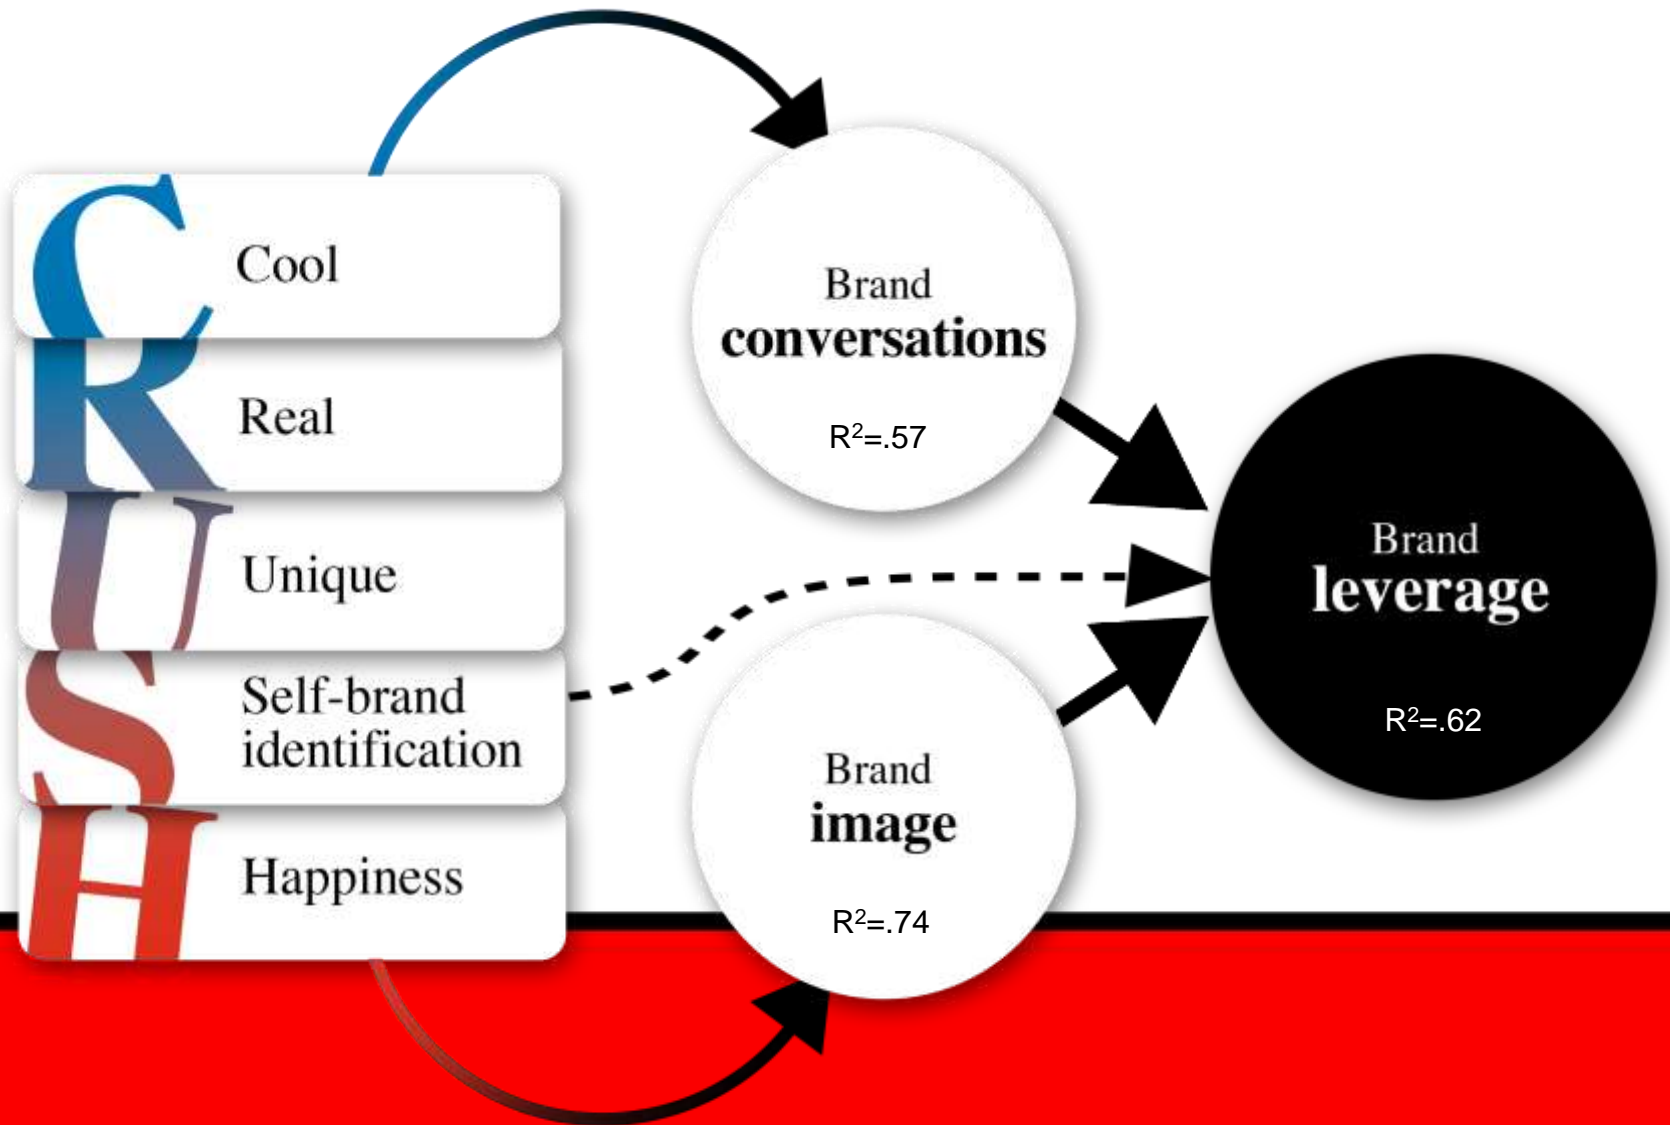 C
Cool
R
Real
U
Unique
S
Self-brand
identification
H
Happiness
Brand
conversations
R²=.57
Brand
image
R²=.74
Brand
leverage
R²=.62